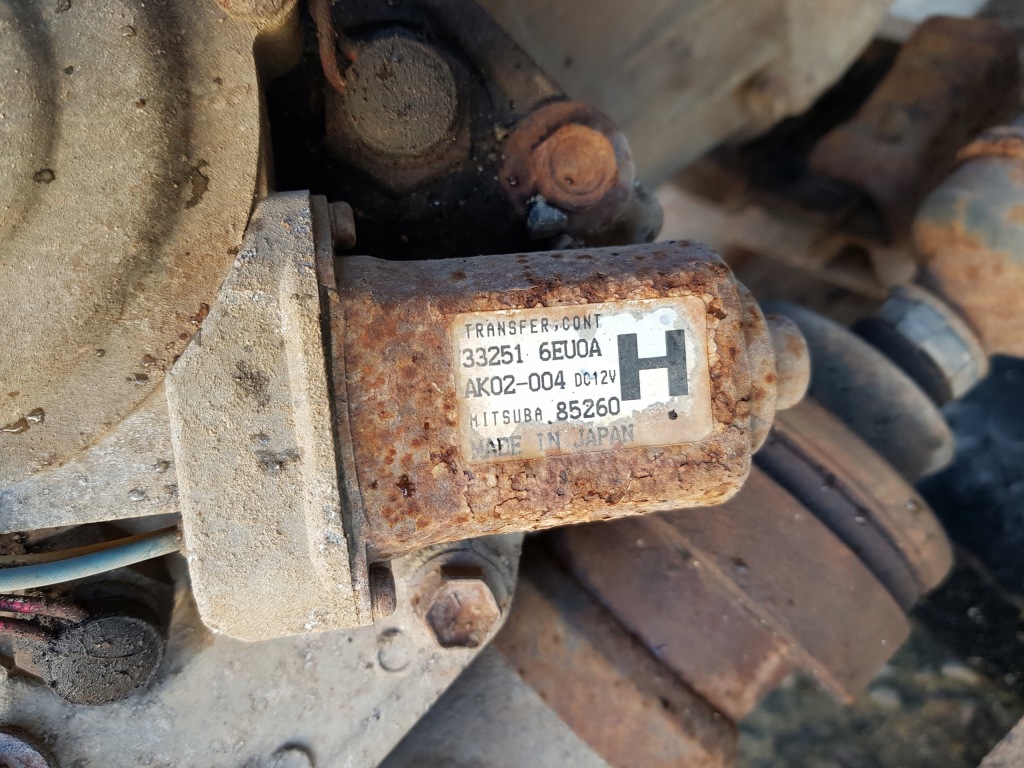 TRANSFER,CONT
33251 6EU0A
AK02-004 DC12V
H
MITSUBA 85260
MADE IN JAPAN